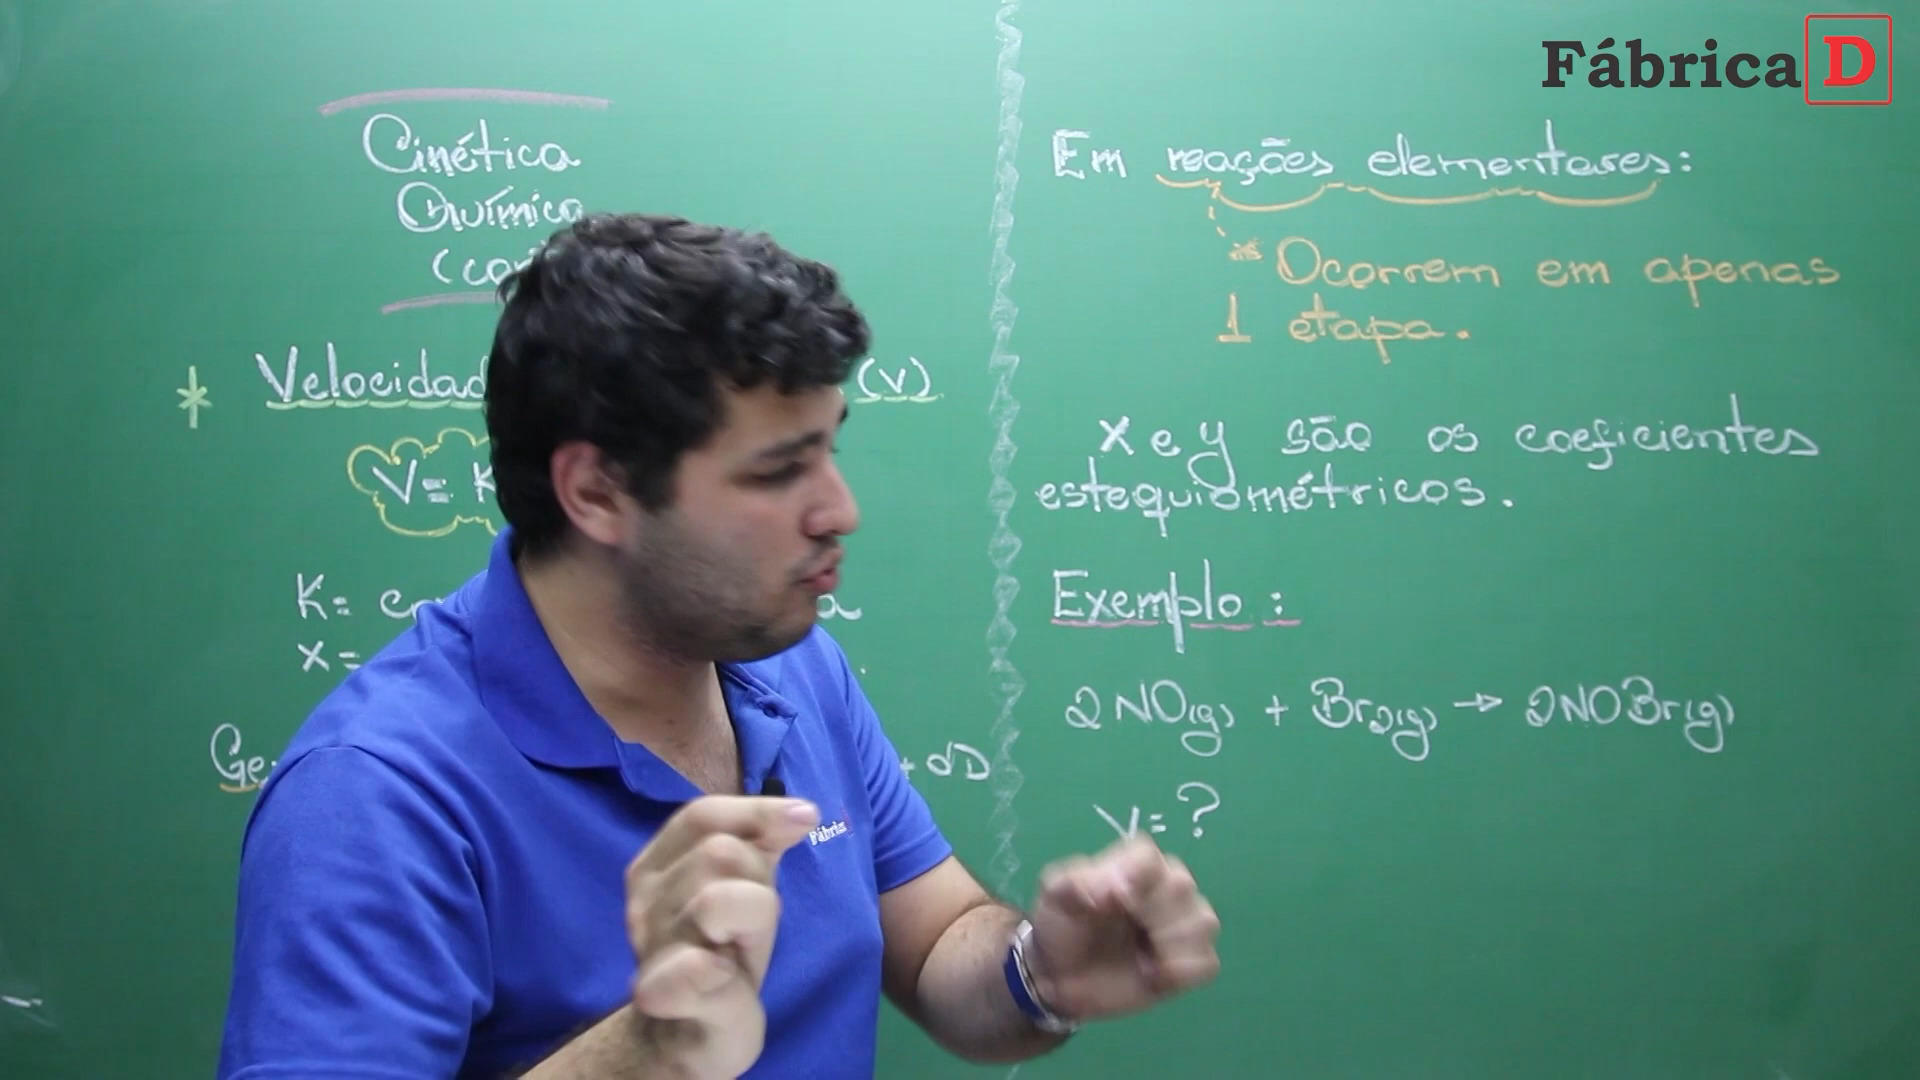 Fábrica D
Cinética
Química
* (V)
V= K
K=
X=
+ dD
Em reações elementares:
* Ocorrem em apenas
1 etapa.
x e y são os coeficientes
estequiométricos.
Exemplo:
2NO(g) + Br2(g) → 2NOBr(g)
V= ?